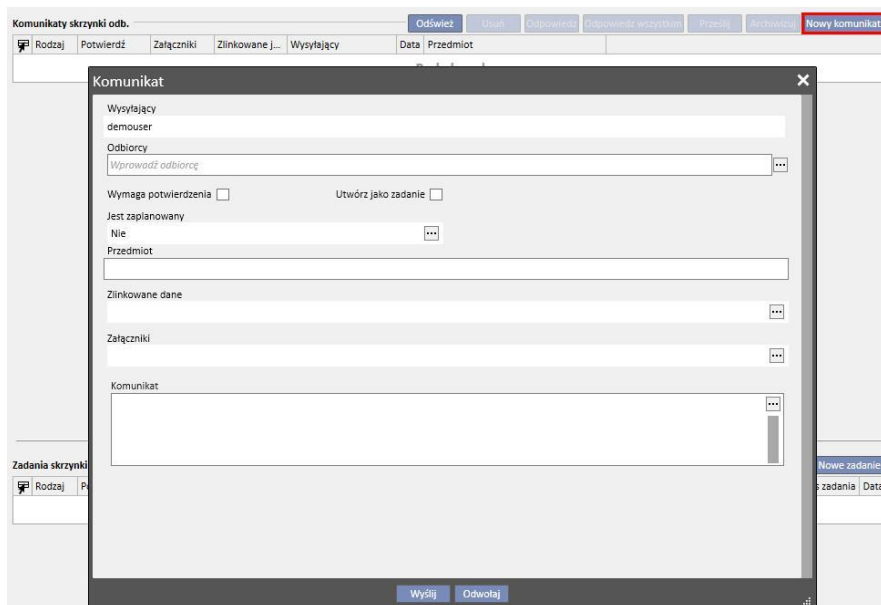 Komunikaty skrzynki odb. Odśwież Usuń Odpowiedz Odpowiedz wszystkim Prześlij Archiwizuj Nowy komunikat
Rodzaj Potwierdź Załączniki Zlinkowane j... Wysyłający Data Przedmiot
Komunikat
Wysyłający
demouser
Odbiorcy
Wprowadź odbiorcę
Wymaga potwierdzenia Utwórz jako zadanie
Jest zaplanowany
Nie
Przedmiot
Zlinkowane dane
Załączniki
Komunikat
Zadania skrzynki Nowe zadanie
Rodzaj s zadania Data
Wyślij Odwołaj